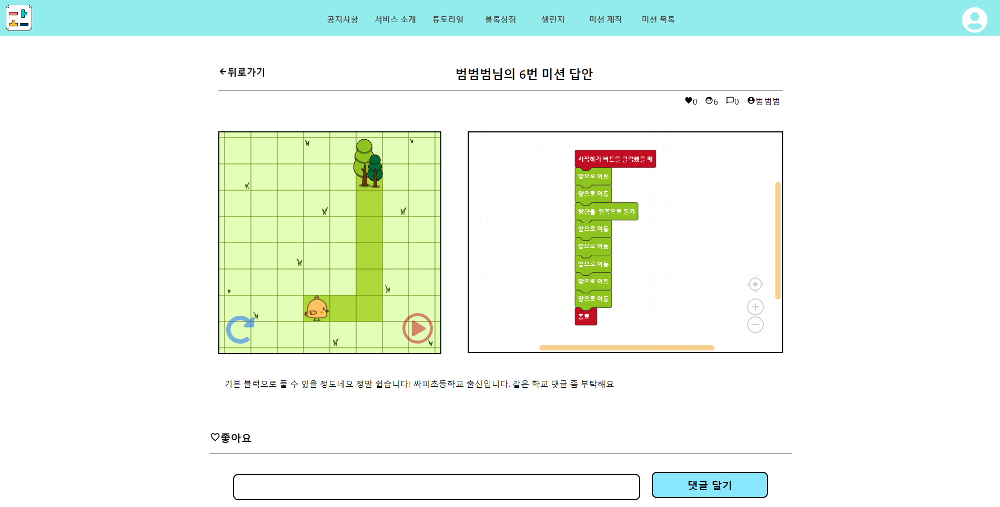 공지사항 서비스 소개 튜토리얼 블록상점 챌린지 미션 제작 미션 목록
뒤로가기
범범범님의 6번 미션 답안
0 6 0 범범범
시작하기 버튼을 클릭했을 때
앞으로 이동
앞으로 이동
방향을 왼쪽으로 돌기
앞으로 이동
앞으로 이동
앞으로 이동
앞으로 이동
앞으로 이동
종료
기본 블럭으로 풀 수 있을 정도네요 정말 쉽습니다! 싸피초등학교 출신입니다. 같은 학교 댓글 좀 부탁해요
좋아요
댓글 달기